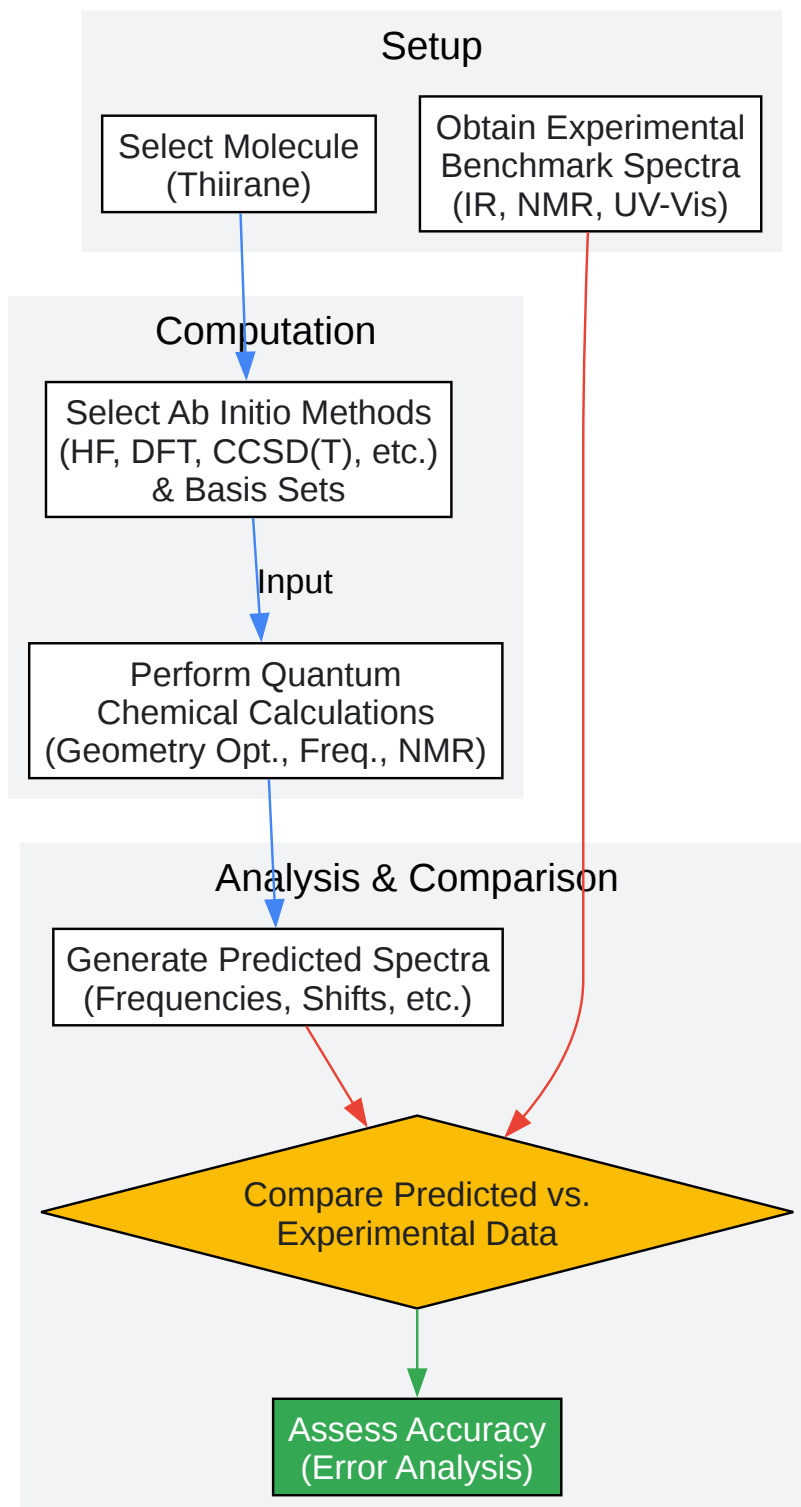 Setup
Select Molecule
(Thiirane)
Obtain Experimental
Benchmark Spectra
(IR, NMR, UV-Vis)
Computation
Select Ab Initio Methods
(HF, DFT, CCSD(T), etc.)
& Basis Sets
Input
Perform Quantum
Chemical Calculations
(Geometry Opt., Freq., NMR)
Analysis & Comparison
Generate Predicted Spectra
(Frequencies, Shifts, etc.)
Compare Predicted vs.
Experimental Data
Assess Accuracy
(Error Analysis)